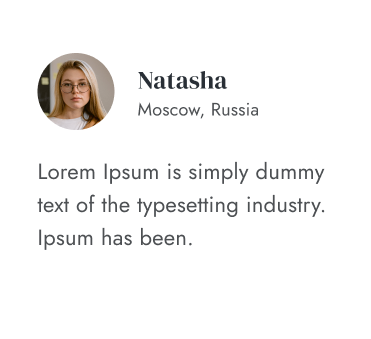 Natasha
Moscow, Russia
Lorem Ipsum is simply dummy
text of the typesetting industry.
Ipsum has been.